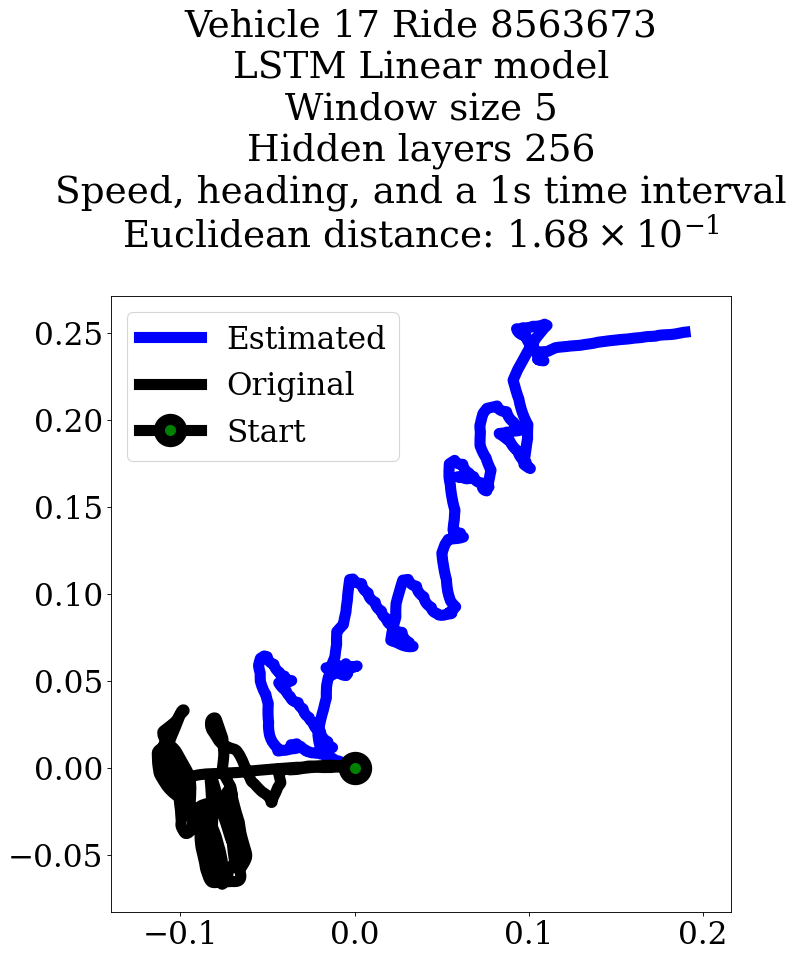 Vehicle 17 Ride 8563673
LSTM Linear model
Window size 5
Hidden layers 256
Speed, heading, and a 1s time interval
Euclidean distance: 1.68 × 10⁻¹
Estimated
Original
Start
0.25
0.20
0.15
0.10
0.05
0.00
−0.05
−0.1 0.0 0.1 0.2